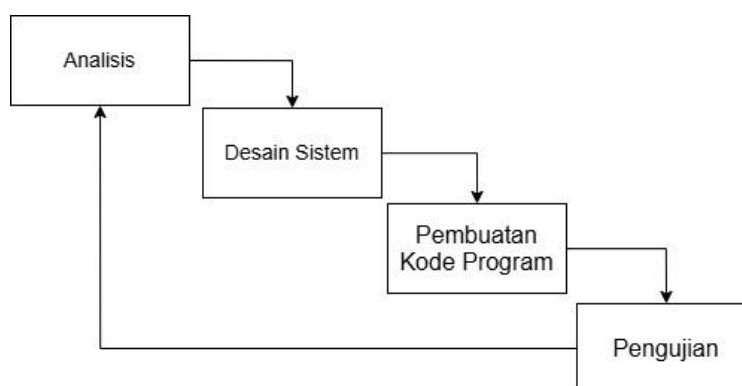 Analisis
Desain Sistem
Pembuatan
Kode Program
Pengujian